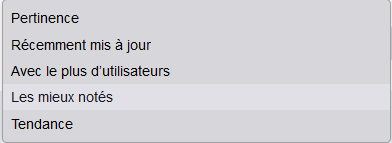 Pertinence
Récemment mis à jour
Avec le plus d’utilisateurs
Les mieux notés
Tendance